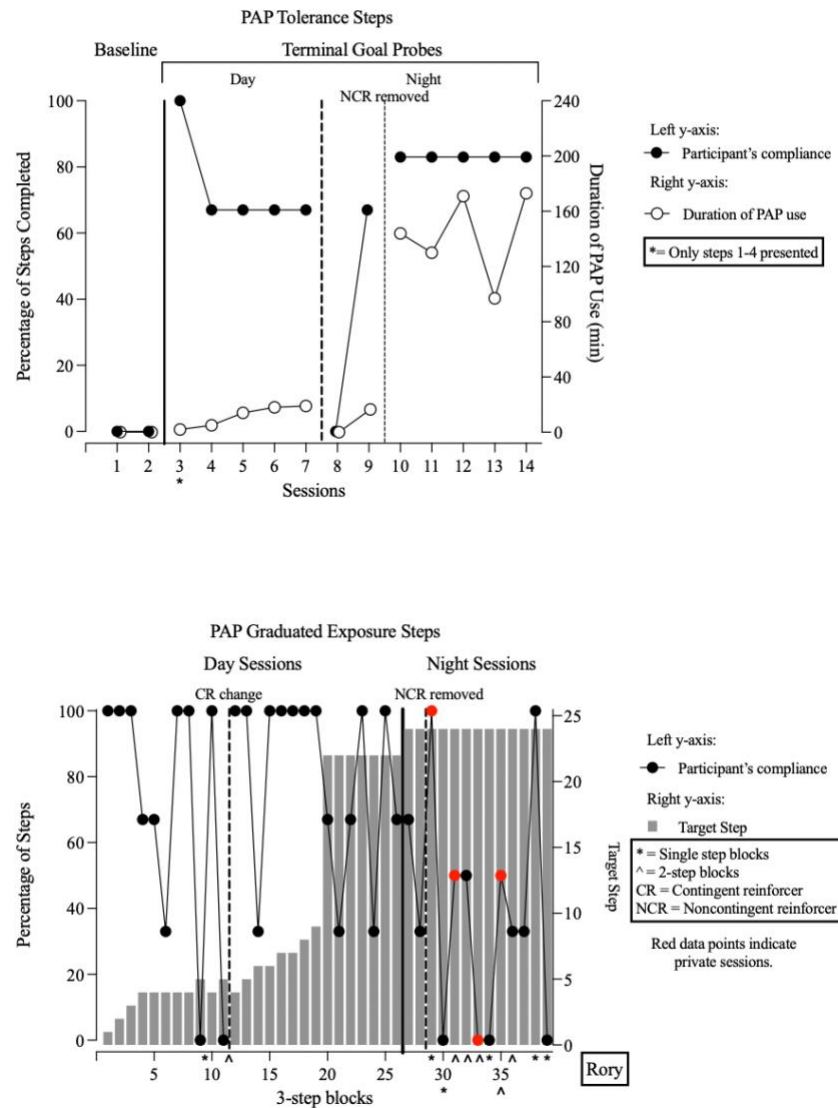 PAP Tolerance Steps
Baseline
Terminal Goal Probes
Day
Night
NCR removed
100
80
60
40
20
0
Percentage of Steps Completed
240
200
160
120
80
40
0
Duration of PAP Use (min)
1 2 3 4 5 6 7 8 9 10 11 12 13 14
*
Sessions
Left y-axis:
Participant's compliance
Right y-axis:
Duration of PAP use
*= Only steps 1-4 presented
PAP Graduated Exposure Steps
Day Sessions
Night Sessions
CR change
NCR removed
100
80
60
40
20
0
Percentage of Steps
25
20
15
10
5
0
Target Step
5 * 10 ^ 15 20 25 * 30 ^ ^ ^ * 35 ^ * *
* ^
3-step blocks
Left y-axis:
Participant's compliance
Right y-axis:
Target Step
* = Single step blocks
^ = 2-step blocks
CR = Contingent reinforcer
NCR = Noncontingent reinforcer
Red data points indicate
private sessions.
Rory